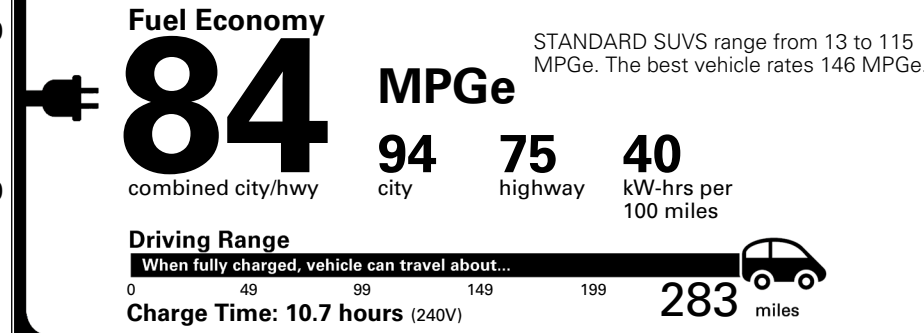 Fuel Economy
84
MPGe
STANDARD SUVS range from 13 to 115
MPGe. The best vehicle rates 146 MPGe
94 75 40
combined city/hwy city highway kW-hrs per
100 miles
Driving Range
When fully charged, vehicle can travel about...
0 49 99 149 199 283 miles
Charge Time: 10.7 hours (240V)